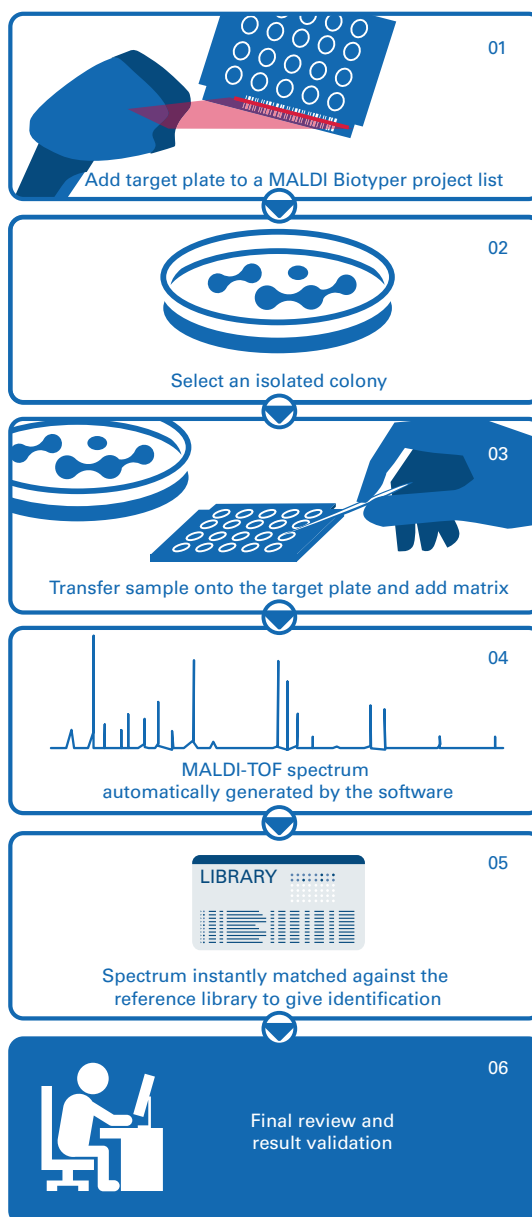 01
Add target plate to a MALDI Biotyper project list
02
Select an isolated colony
03
Transfer sample onto the target plate and add matrix
04
MALDI-TOF spectrum
automatically generated by the software
05
LIBRARY
Spectrum instantly matched against the
reference library to give identification
06
Final review and
result validation